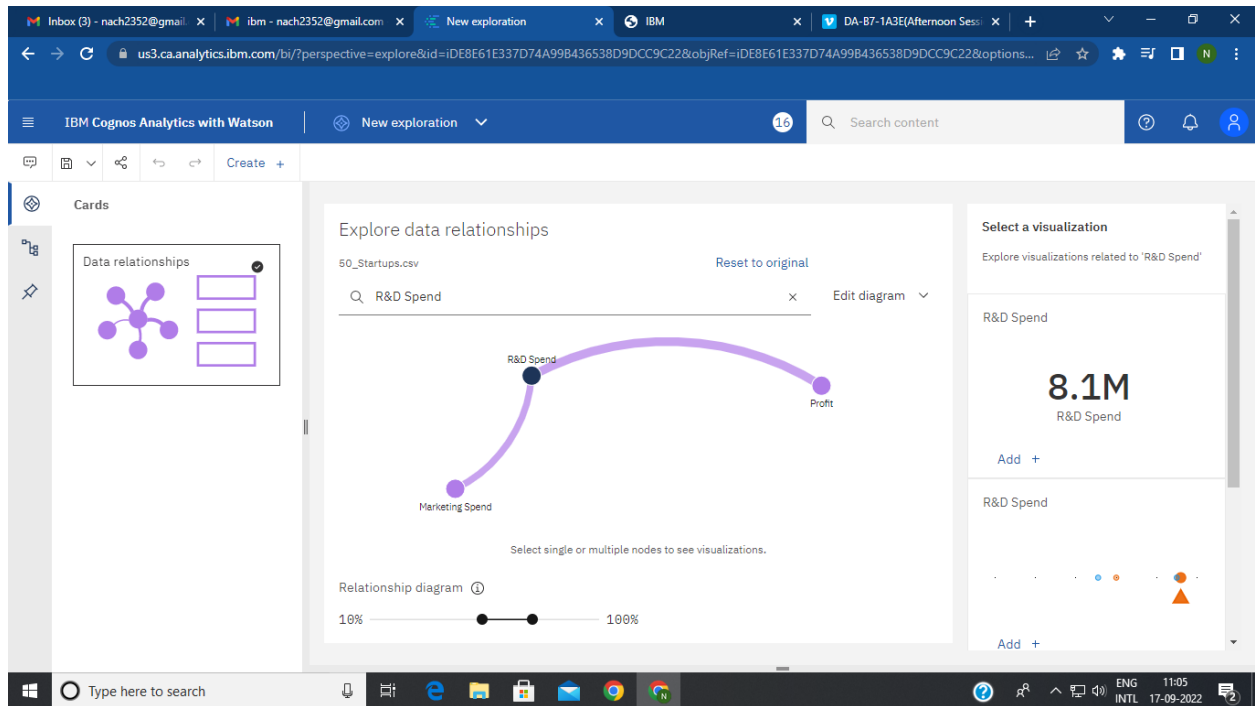 Inbox (3) - nach2352@gmail.
ibm - nach2352@gmail.com
New exploration
IBM
DA-B7-1A3E(Afternoon Sessi
us3.ca.analytics.ibm.com/bi/?perspective=explore&id=iDE8E61E337D74A99B436538D9DCC9C22&objRef=iDE8E61E337D74A99B436538D9DCC9C22&options...
N
IBM Cognos Analytics with Watson
New exploration
16
Search content
Create +
Cards
Data relationships
Explore data relationships
50_Startups.csv
Reset to original
R&D Spend
Edit diagram
R&D Spend
Profit
Marketing Spend
Select single or multiple nodes to see visualizations.
Relationship diagram
10%
100%
Select a visualization
Explore visualizations related to 'R&D Spend'
R&D Spend
8.1M
R&D Spend
Add +
R&D Spend
Add +
Type here to search
ENG
INTL
11:05
17-09-2022
2